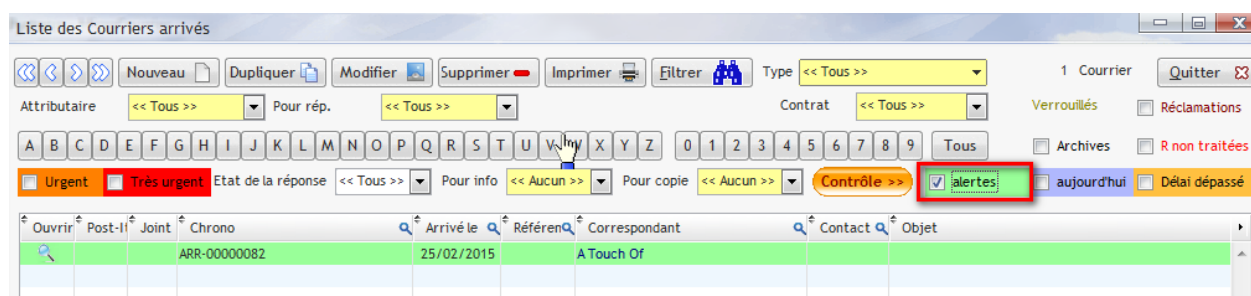 Liste des Courriers arrivés
Nouveau Dupliquer Modifier Supprimer Imprimer Filtrer Type << Tous >> 1 Courrier Quitter
Attributaire << Tous >> Pour rép. << Tous >> Contrat << Tous >> Verrouillés Réclamations
A B C D E F G H I J K L M N O P Q R S T U V W X Y Z 0 1 2 3 4 5 6 7 8 9 Tous Archives R non traitées
Urgent Très urgent Etat de la réponse << Tous >> Pour info << Aucun >> Pour copie << Aucun >> Contrôle >> alertes aujourd'hui Délai dépassé
Ouvrir Post-It Joint Chrono Arrivé le Référen Correspondant Contact Objet
ARR-00000082 25/02/2015 A Touch Of